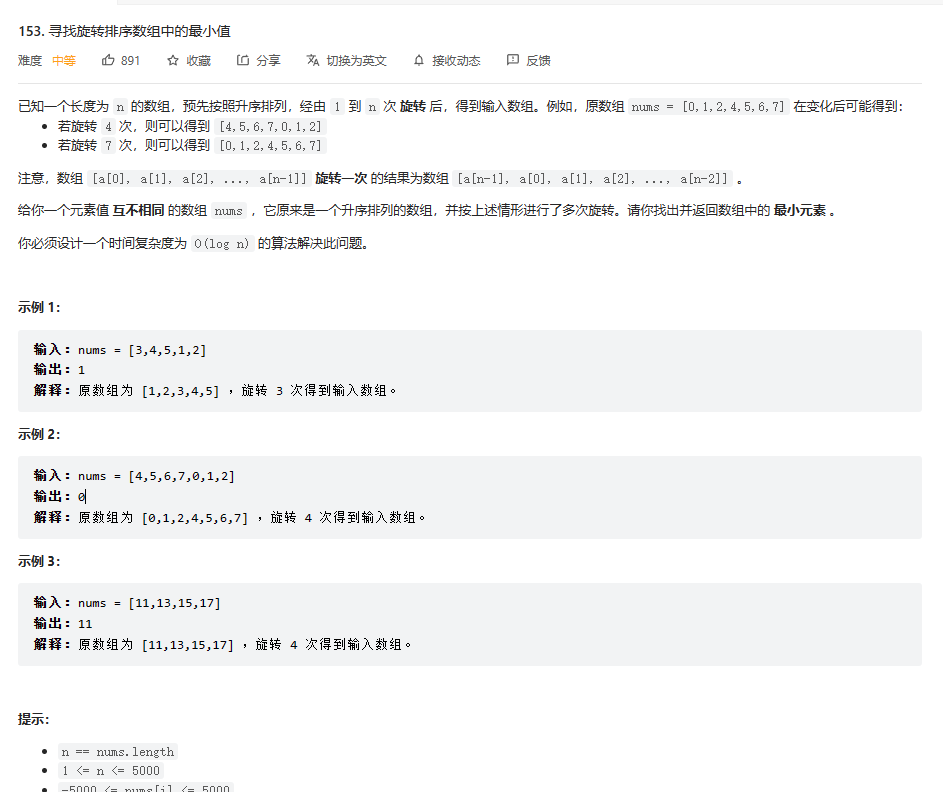 153. 寻找旋转排序数组中的最小值
难度 中等 891 收藏 分享 切换为英文 接收动态 反馈
已知一个长度为 n 的数组，预先按照升序排列，经由 1 到 n 次 旋转 后，得到输入数组。例如，原数组 nums = [0,1,2,4,5,6,7] 在变化后可能得到：
• 若旋转 4 次，则可以得到 [4,5,6,7,0,1,2]
• 若旋转 7 次，则可以得到 [0,1,2,4,5,6,7]
注意，数组 [a[0], a[1], a[2], ..., a[n-1]] 旋转一次 的结果为数组 [a[n-1], a[0], a[1], a[2], ..., a[n-2]] 。
给你一个元素值 互不相同 的数组 nums ，它原来是一个升序排列的数组，并按上述情形进行了多次旋转。请你找出并返回数组中的 最小元素 。
你必须设计一个时间复杂度为 O(log n) 的算法解决此问题。
示例 1：
输入：nums = [3,4,5,1,2]
输出：1
解释：原数组为 [1,2,3,4,5] ，旋转 3 次得到输入数组。
示例 2：
输入：nums = [4,5,6,7,0,1,2]
输出：0
解释：原数组为 [0,1,2,4,5,6,7] ，旋转 4 次得到输入数组。
示例 3：
输入：nums = [11,13,15,17]
输出：11
解释：原数组为 [11,13,15,17] ，旋转 4 次得到输入数组。
提示：
• n == nums.length
• 1 <= n <= 5000
• -5000 <= nums[i] <= 5000